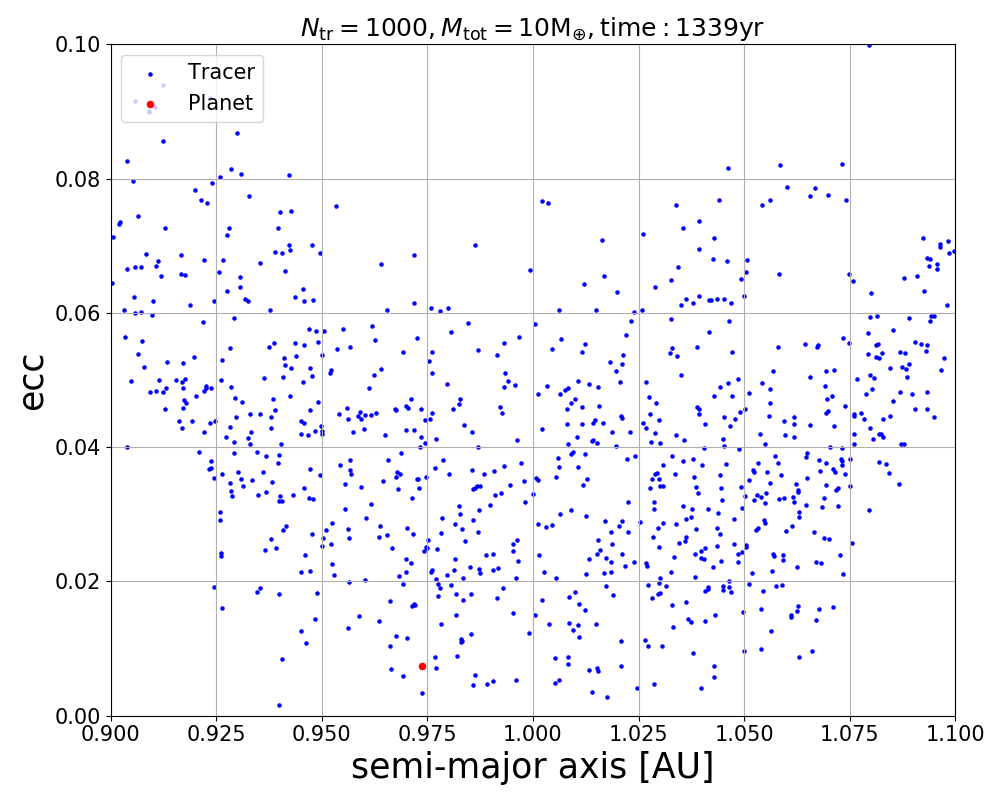 N_tr = 1000, M_tot = 10M_⊕, time : 1339yr
Tracer
Planet
ecc
0.10
0.08
0.06
0.04
0.02
0.00
0.900 0.925 0.950 0.975 1.000 1.025 1.050 1.075 1.100
semi-major axis [AU]